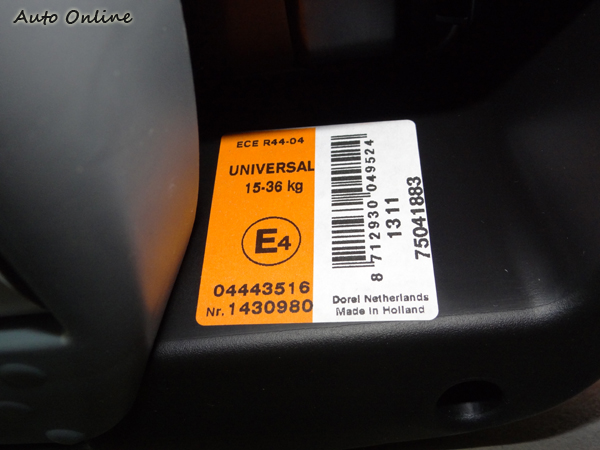 Auto Online
ECE R44-04
UNIVERSAL
15-36 kg
E4
04443516
Nr. 1430980
8 712930 049524
1311
75041883
Dorel Netherlands
Made in Holland